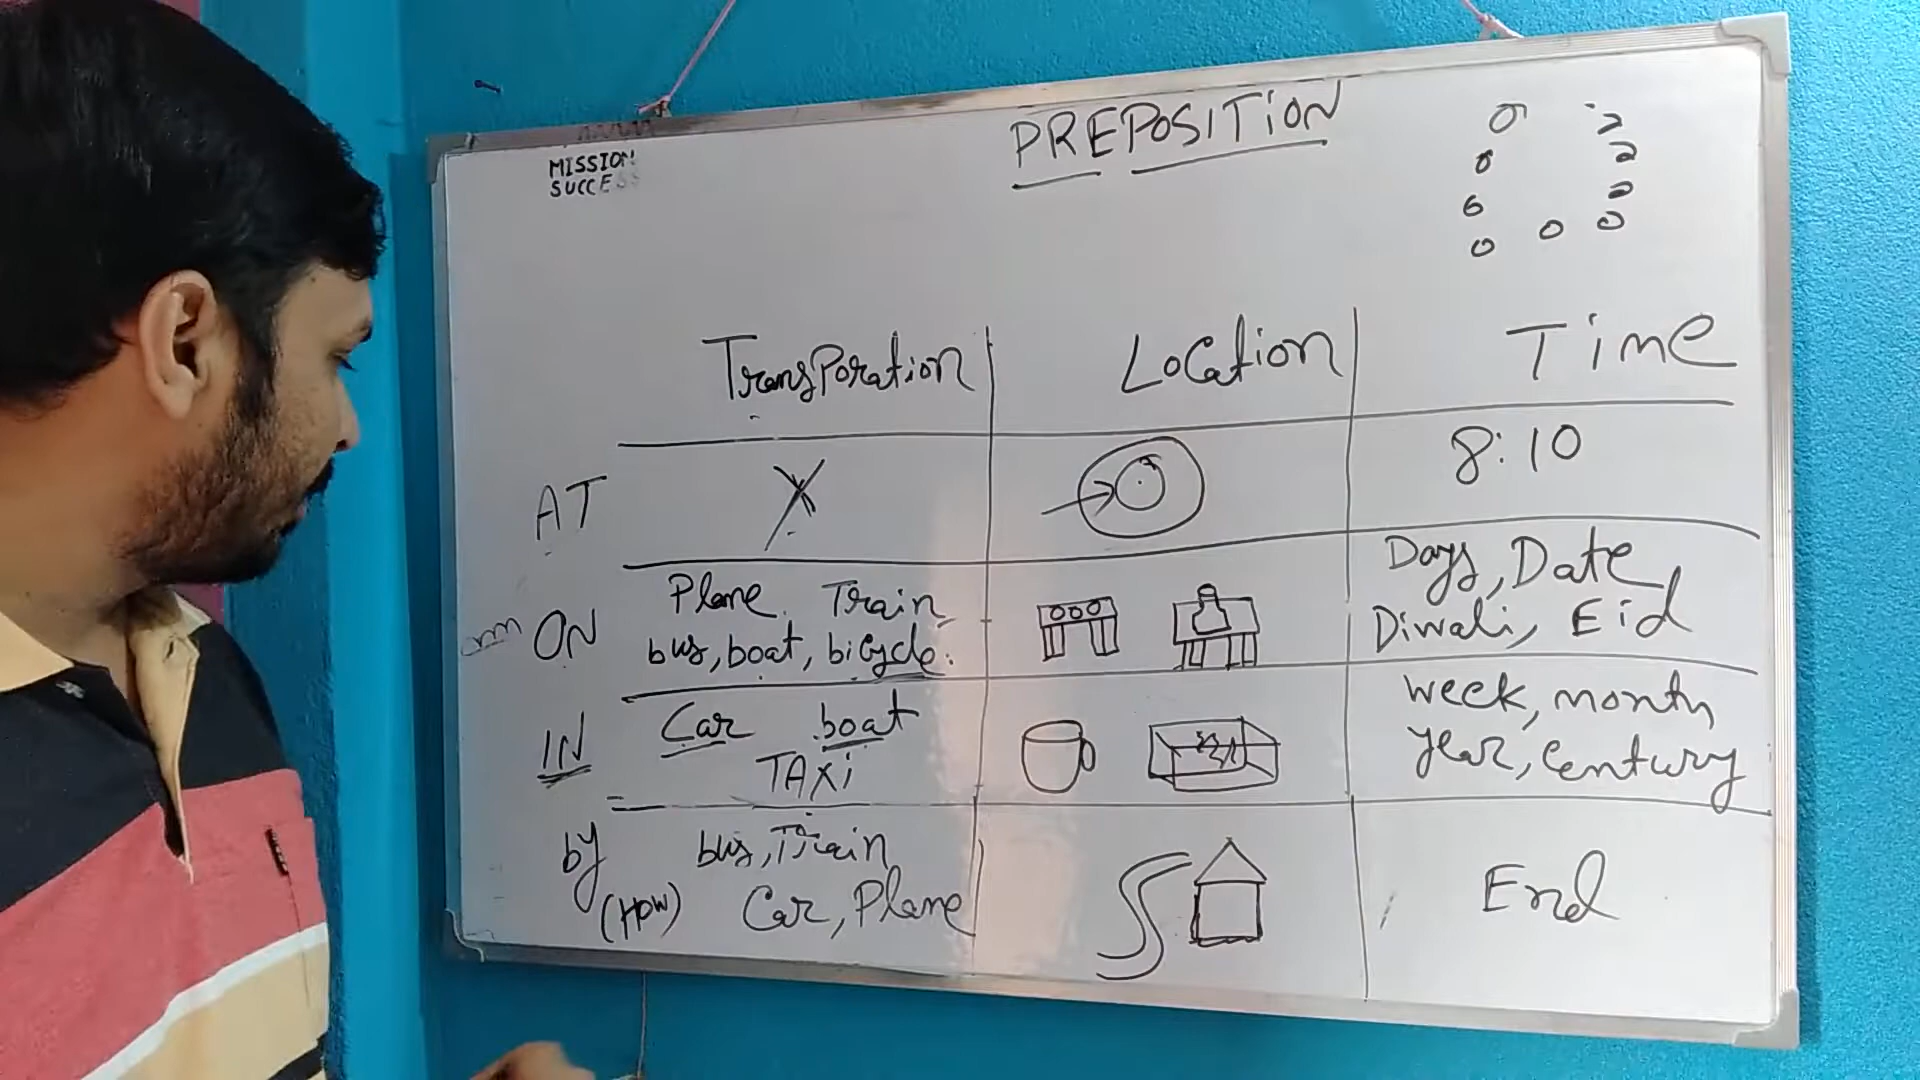 MISSION
SUCCESS
PREPOSITION
TransPoration Location Time
AT X 8:10
ON Plane, Train
bus, boat, bicycle.
Days, Date
Diwali, Eid
IN Car boat
TAXi
week, month
year, Century
by bus, Train
(How) Car, Plane
End